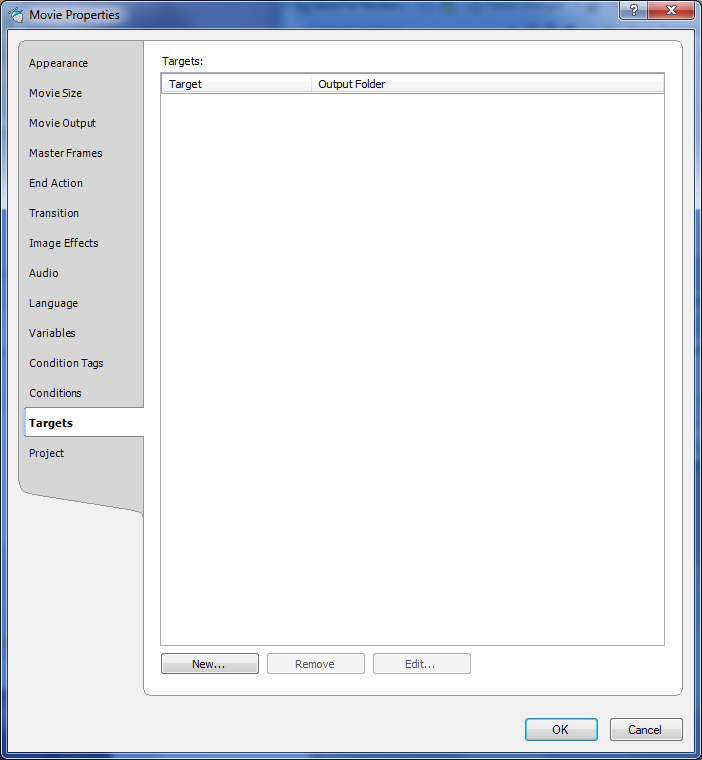 Movie Properties
?
Appearance
Movie Size
Movie Output
Master Frames
End Action
Transition
Image Effects
Audio
Language
Variables
Condition Tags
Conditions
Targets
Project
Targets:
Target Output Folder
New... Remove Edit...
OK Cancel